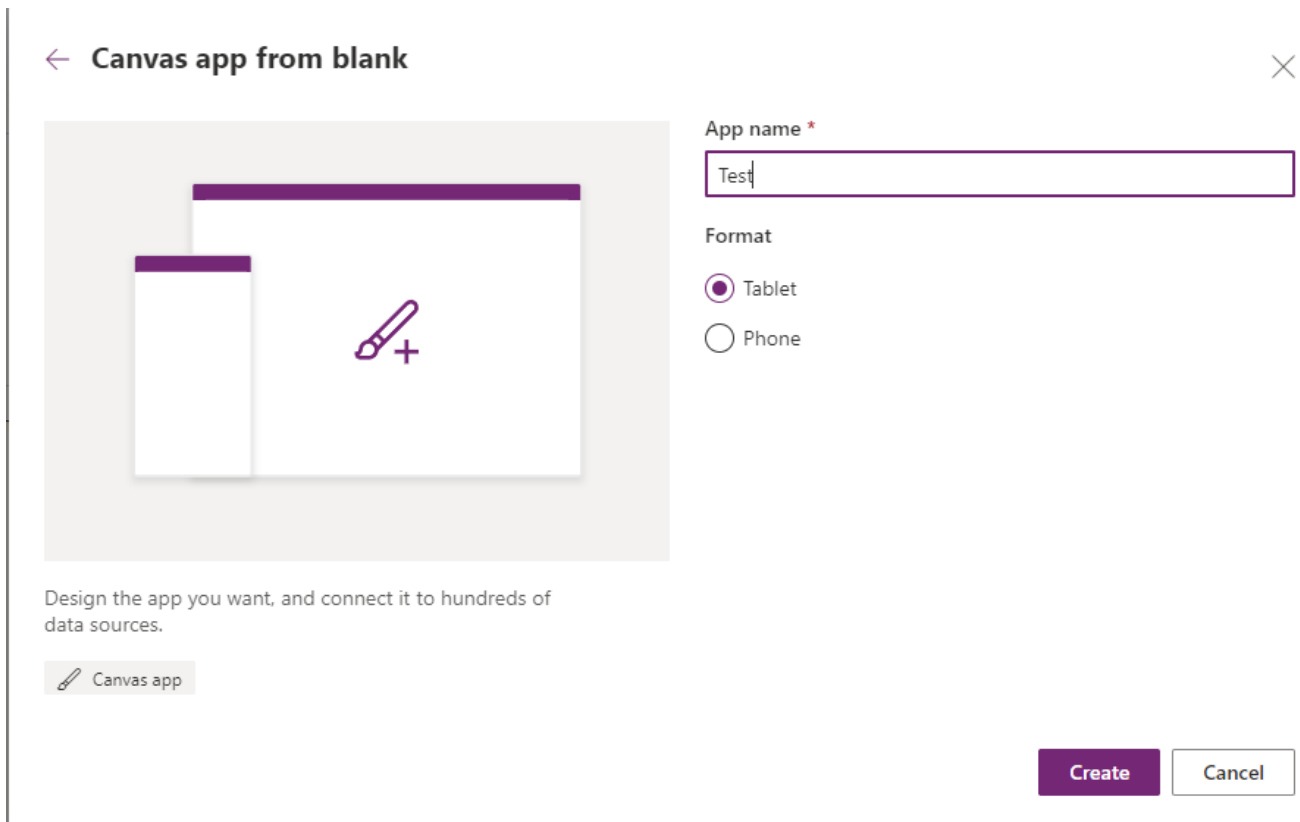 Canvas app from blank
App name *
Test
Format
Tablet
Phone
Design the app you want, and connect it to hundreds of
data sources.
Canvas app
Create
Cancel